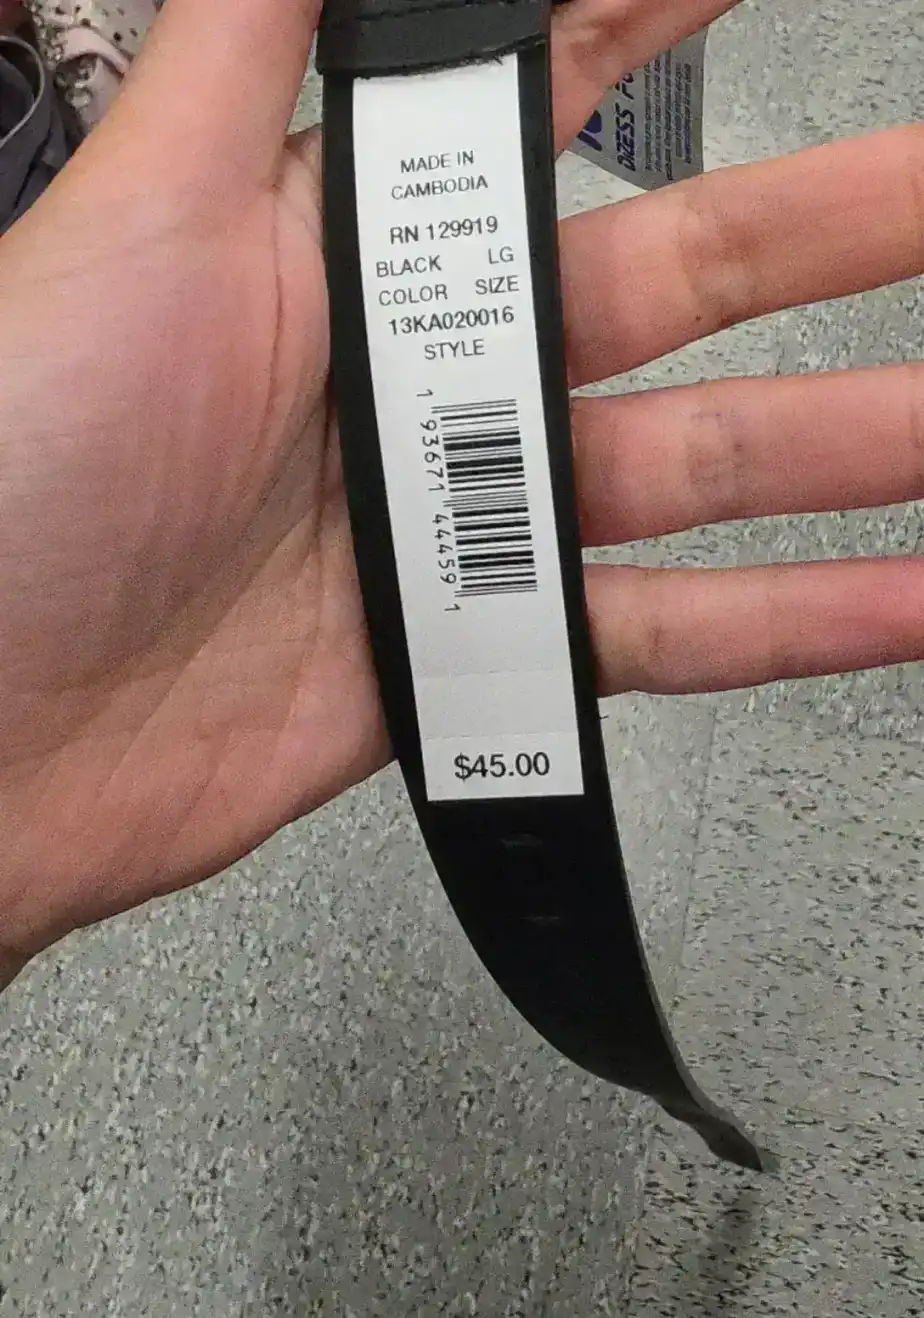 MADE IN
CAMBODIA
RN 129919
BLACK LG
COLOR SIZE
13KA020016
STYLE
1 93671 44459 1
$45.00
DRESS